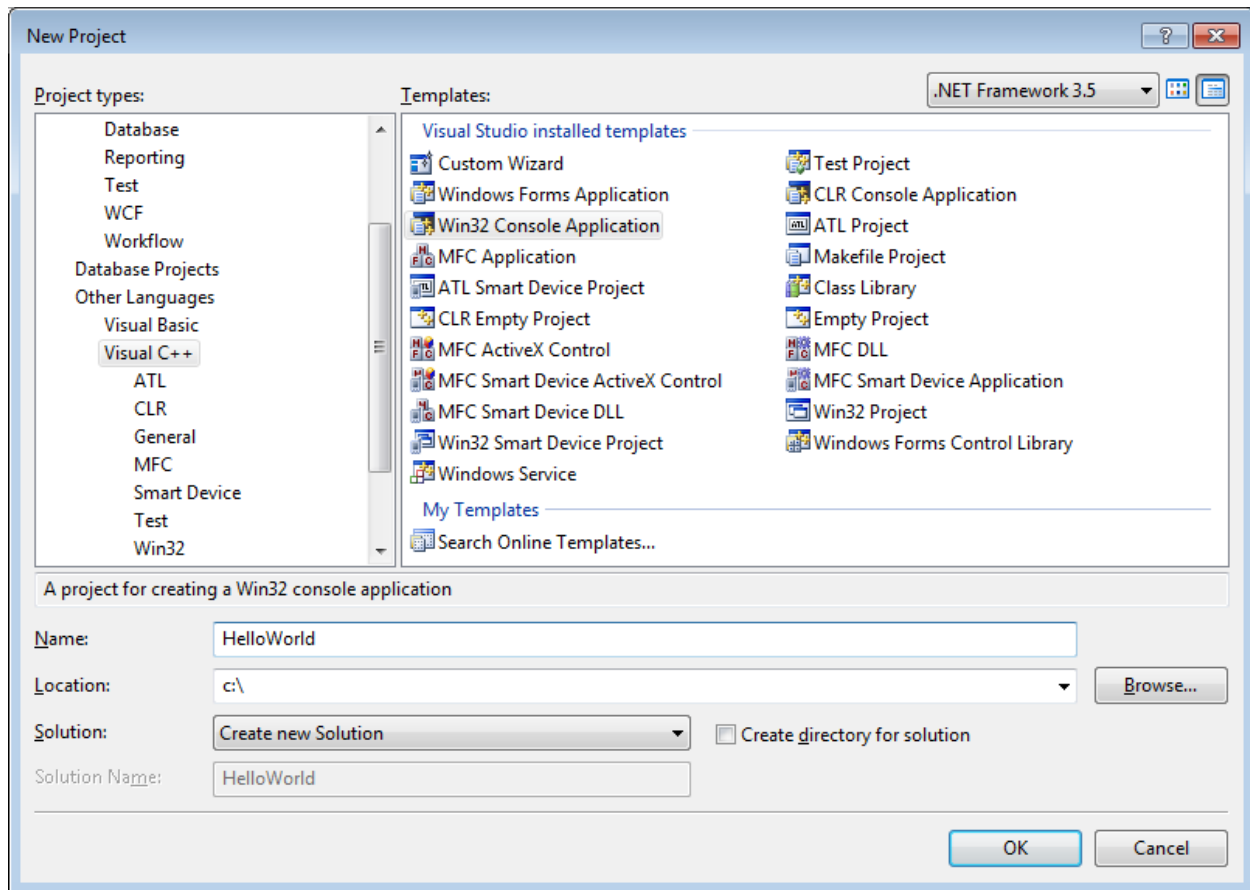 New Project
Project types:
Templates:
.NET Framework 3.5
Database
Reporting
Test
WCF
Workflow
Database Projects
Other Languages
Visual Basic
Visual C++
ATL
CLR
General
MFC
Smart Device
Test
Win32
Visual Studio installed templates
Custom Wizard
Test Project
Windows Forms Application
CLR Console Application
Win32 Console Application
ATL Project
MFC Application
Makefile Project
ATL Smart Device Project
Class Library
CLR Empty Project
Empty Project
MFC ActiveX Control
MFC DLL
MFC Smart Device ActiveX Control
MFC Smart Device Application
MFC Smart Device DLL
Win32 Project
Win32 Smart Device Project
Windows Forms Control Library
Windows Service
My Templates
Search Online Templates...
A project for creating a Win32 console application
Name:
HelloWorld
Location:
c:\
Browse...
Solution:
Create new Solution
Create directory for solution
Solution Name:
HelloWorld
OK
Cancel